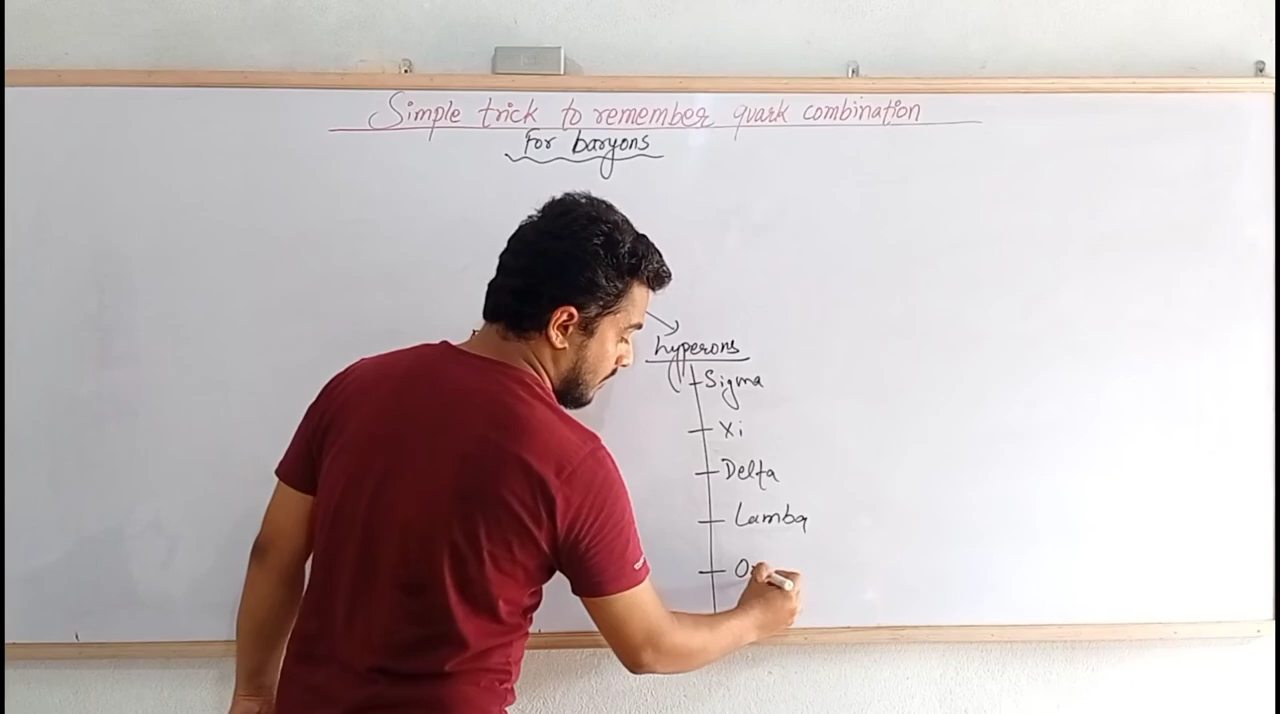 Simple trick to remember quark combination
For baryons
hyperons
Sigma
Xi
Delta
Lamba